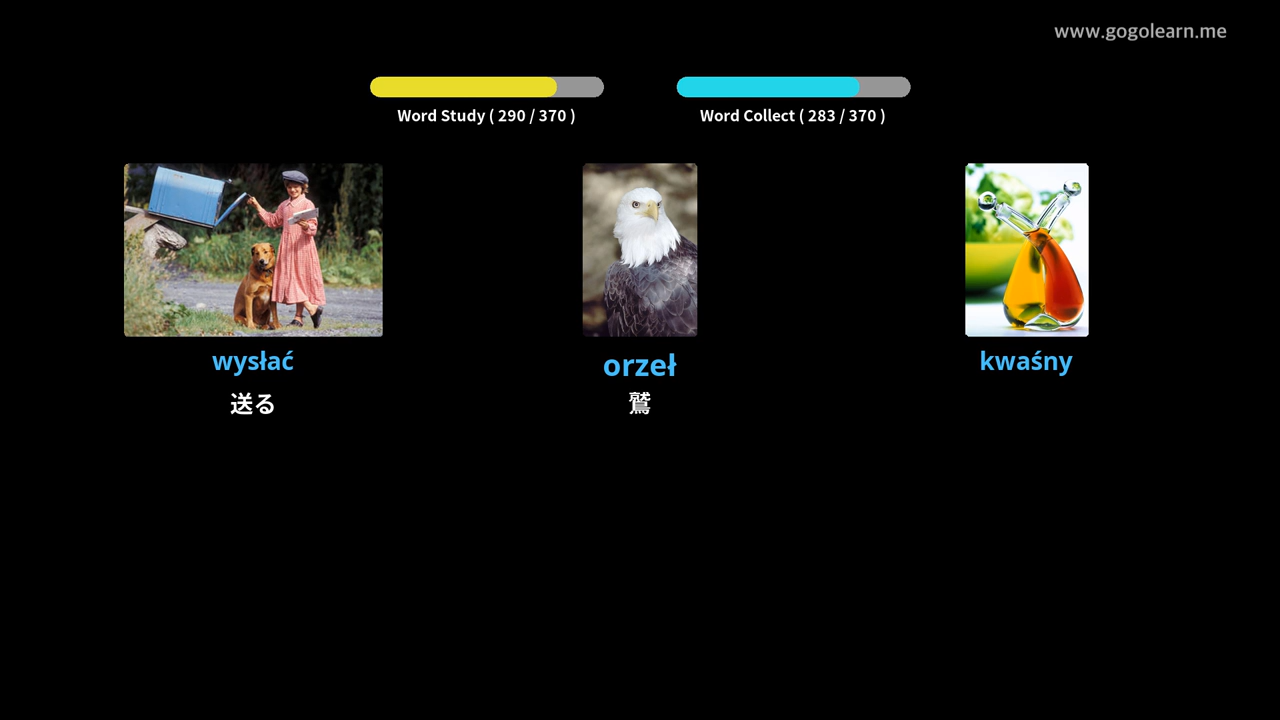 www.gogolearn.me
Word Study ( 290 / 370 )
Word Collect ( 283 / 370 )
wysłać
orzeł
kwaśny
送る
鷲